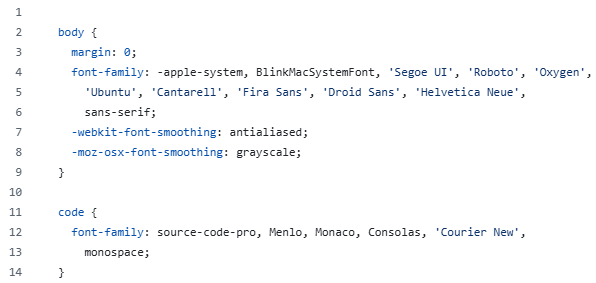 1
2 body {
3 margin: 0;
4 font-family: -apple-system, BlinkMacSystemFont, 'Segoe UI', 'Roboto', 'Oxygen',
5 'Ubuntu', 'Cantarell', 'Fira Sans', 'Droid Sans', 'Helvetica Neue',
6 sans-serif;
7 -webkit-font-smoothing: antialiased;
8 -moz-osx-font-smoothing: grayscale;
9 }
10
11 code {
12 font-family: source-code-pro, Menlo, Monaco, Consolas, 'Courier New',
13 monospace;
14 }